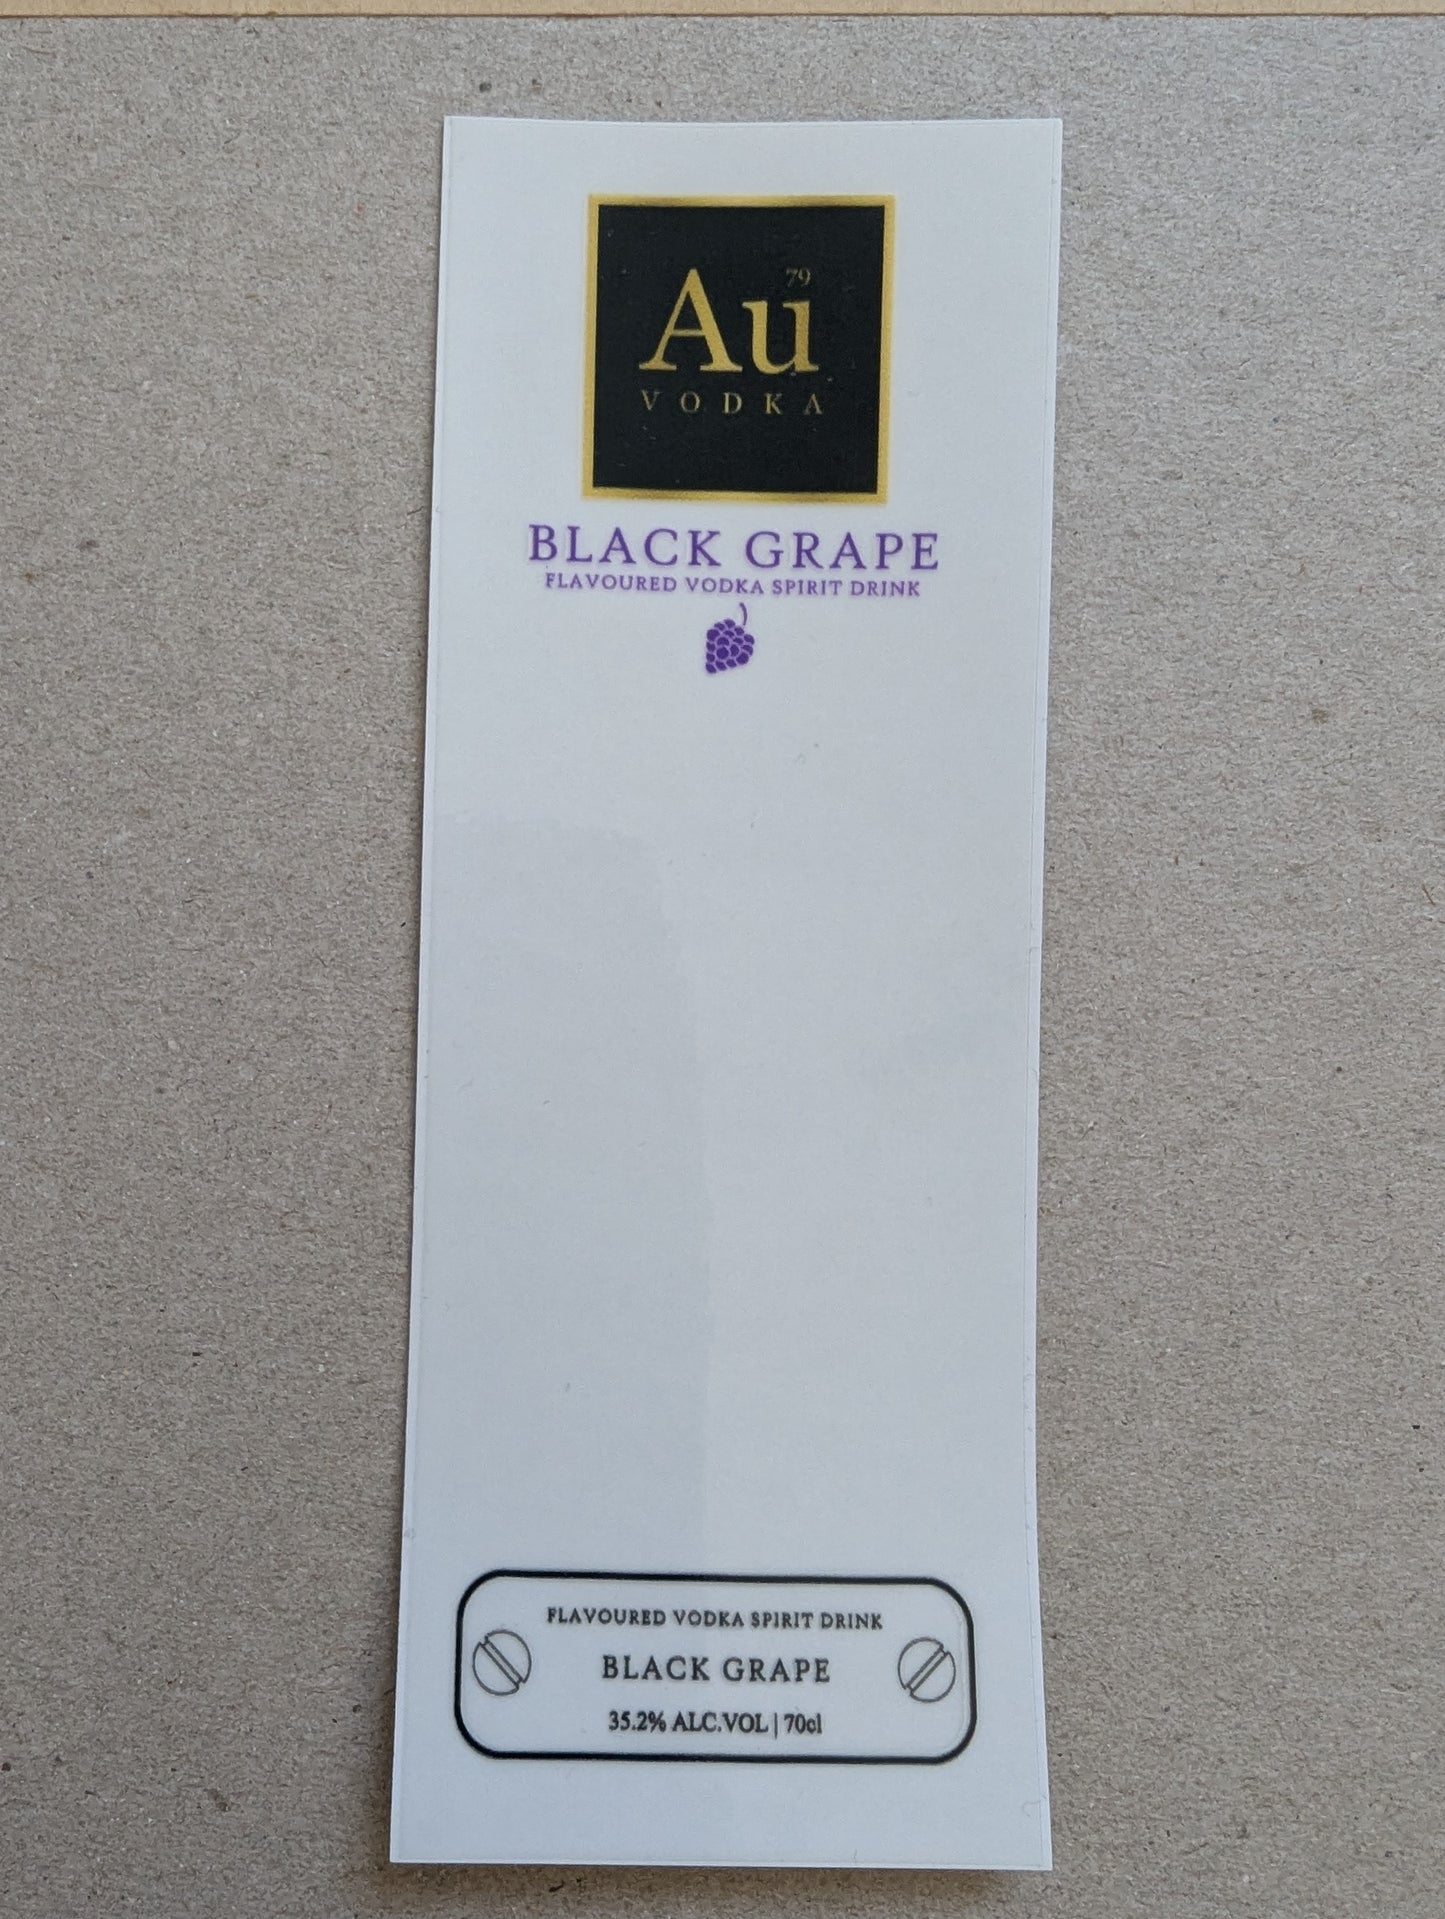 79
Au
VODKA
BLACK GRAPE
FLAVOURED VODKA SPIRIT DRINK
FLAVOURED VODKA SPIRIT DRINK
BLACK GRAPE
35.2% ALC.VOL | 70cl